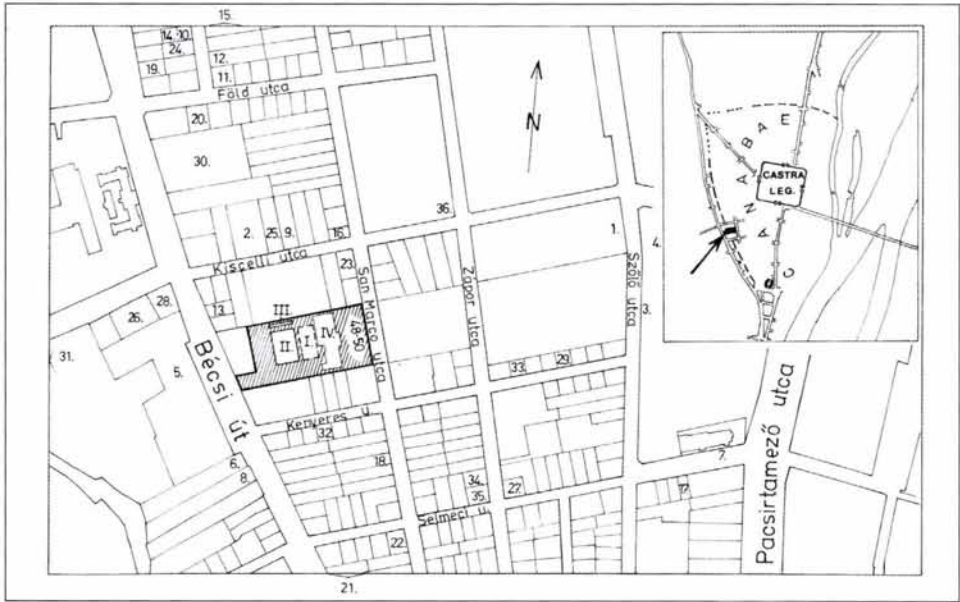 15.
14. 10.
24.
19.
12.
11.
Föld utca
20.
30.
N
CANABAE
CASTRA
LEG.
d
36.
2.
25.
9.
16.
1.
4.
Kiscelli utca
23.
San Marco utca
Zápor utca
Szőlő utca
3.
13.
28.
26.
31.
5.
III.
II.
I.
IV.
48-50
Bécsi út
33.
29.
Kenyeres u.
32.
18.
6.
8.
34.
35.
27.
7.
17.
Selmeci u.
22.
Pacsirtamező utca
21.